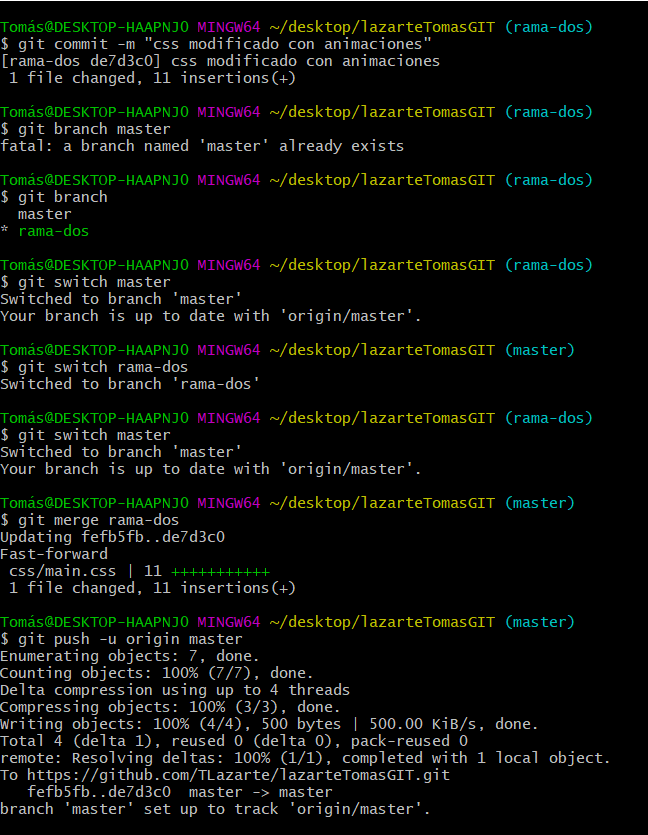 Tomás@DESKTOP-HAAPNJO MINGW64 ~/desktop/lazarteTomasGIT (rama-dos)
$ git commit -m "css modificado con animaciones"
[rama-dos de7d3c0] css modificado con animaciones
 1 file changed, 11 insertions(+)
Tomás@DESKTOP-HAAPNJO MINGW64 ~/desktop/lazarteTomasGIT (rama-dos)
$ git branch master
fatal: a branch named 'master' already exists
Tomás@DESKTOP-HAAPNJO MINGW64 ~/desktop/lazarteTomasGIT (rama-dos)
$ git branch
  master
* rama-dos
Tomás@DESKTOP-HAAPNJO MINGW64 ~/desktop/lazarteTomasGIT (rama-dos)
$ git switch master
Switched to branch 'master'
Your branch is up to date with 'origin/master'.
Tomás@DESKTOP-HAAPNJO MINGW64 ~/desktop/lazarteTomasGIT (master)
$ git switch rama-dos
Switched to branch 'rama-dos'
Tomás@DESKTOP-HAAPNJO MINGW64 ~/desktop/lazarteTomasGIT (rama-dos)
$ git switch master
Switched to branch 'master'
Your branch is up to date with 'origin/master'.
Tomás@DESKTOP-HAAPNJO MINGW64 ~/desktop/lazarteTomasGIT (master)
$ git merge rama-dos
Updating fefb5fb..de7d3c0
Fast-forward
 css/main.css | 11 +++++++++++
 1 file changed, 11 insertions(+)
Tomás@DESKTOP-HAAPNJO MINGW64 ~/desktop/lazarteTomasGIT (master)
$ git push -u origin master
Enumerating objects: 7, done.
Counting objects: 100% (7/7), done.
Delta compression using up to 4 threads
Compressing objects: 100% (3/3), done.
Writing objects: 100% (4/4), 500 bytes | 500.00 KiB/s, done.
Total 4 (delta 1), reused 0 (delta 0), pack-reused 0
remote: Resolving deltas: 100% (1/1), completed with 1 local object.
To https://github.com/TLazarte/lazarteTomasGIT.git
   fefb5fb..de7d3c0  master -> master
branch 'master' set up to track 'origin/master'.